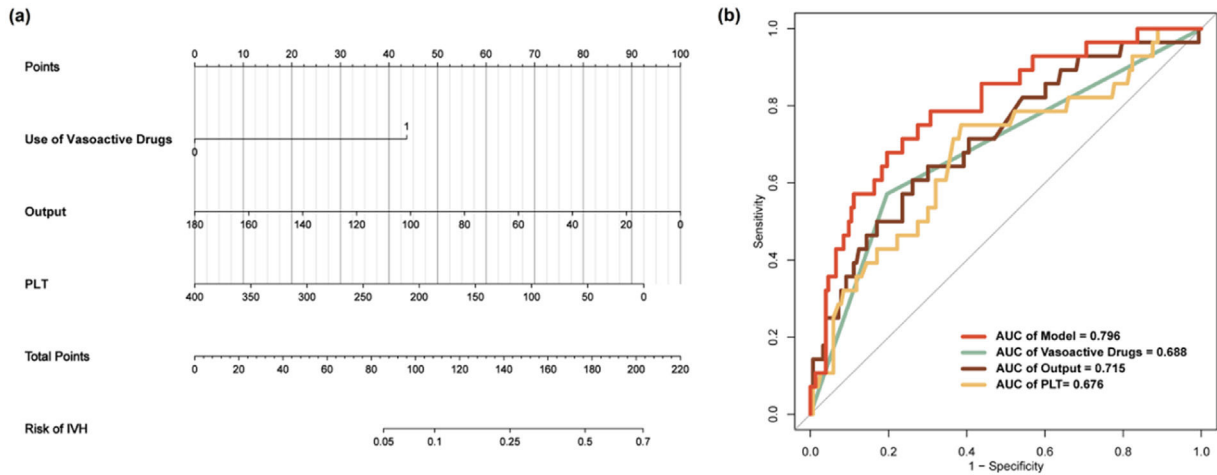 (a)
0 10 20 30 40 50 60 70 80 90 100
Points
1
Use of Vasoactive Drugs
0
Output
180 160 140 120 100 80 60 40 20 0
PLT
400 350 300 250 200 150 100 50 0
Total Points
0 20 40 60 80 100 120 140 160 180 200 220
Risk of IVH
0.05 0.1 0.25 0.5 0.7
(b)
Sensitivity
1.0
0.8
0.6
0.4
0.2
0.0
AUC of Model = 0.796
AUC of Vasoactive Drugs = 0.688
AUC of Output = 0.715
AUC of PLT= 0.676
0.0 0.2 0.4 0.6 0.8 1.0
1 − Specificity